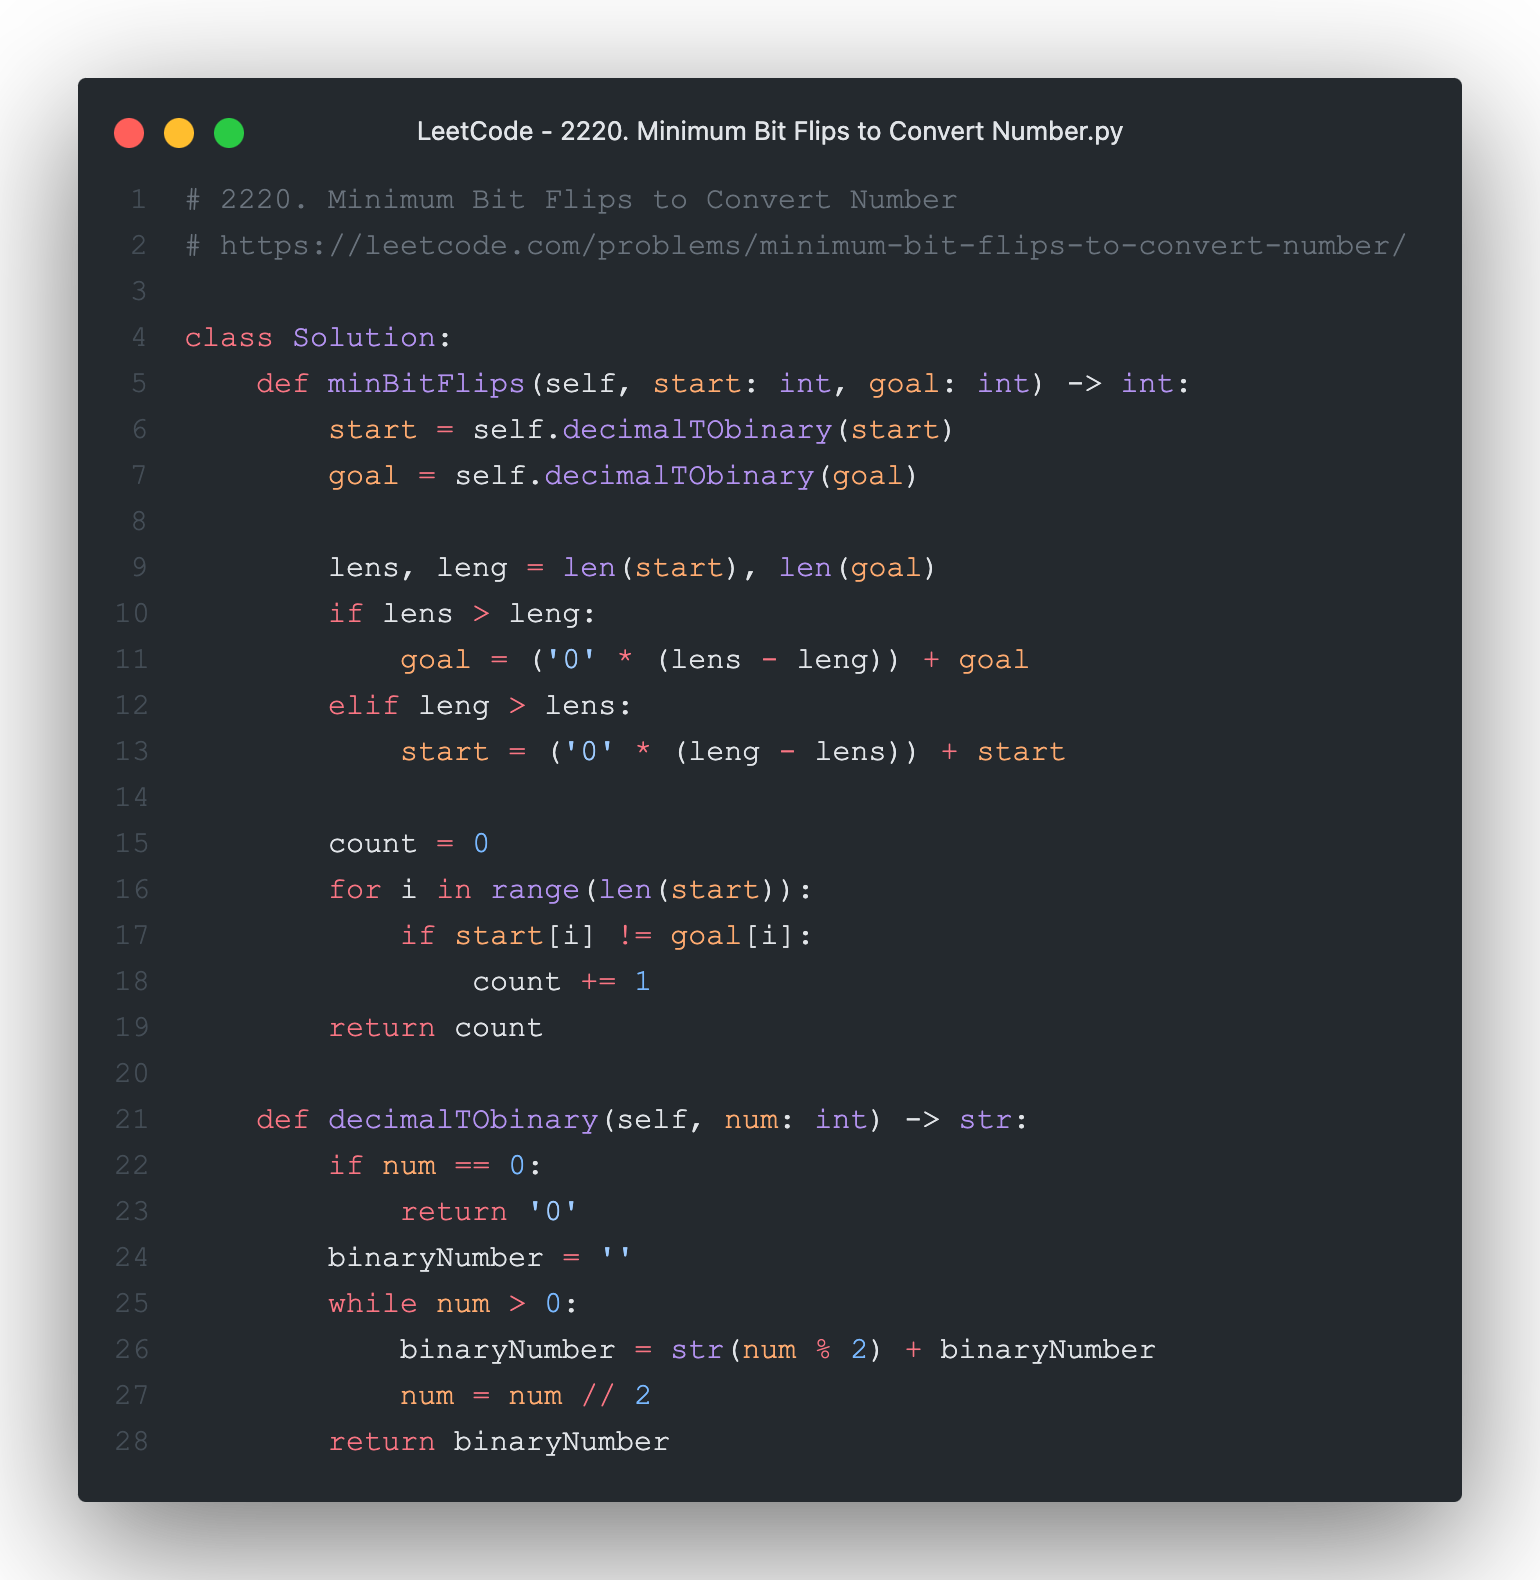 LeetCode - 2220. Minimum Bit Flips to Convert Number.py
1 # 2220. Minimum Bit Flips to Convert Number
2 # https://leetcode.com/problems/minimum-bit-flips-to-convert-number/
3
4 class Solution:
5     def minBitFlips(self, start: int, goal: int) -> int:
6         start = self.decimalTObinary(start)
7         goal = self.decimalTObinary(goal)
8
9         lens, leng = len(start), len(goal)
10         if lens > leng:
11             goal = ('0' * (lens - leng)) + goal
12         elif leng > lens:
13             start = ('0' * (leng - lens)) + start
14
15         count = 0
16         for i in range(len(start)):
17             if start[i] != goal[i]:
18                 count += 1
19         return count
20
21     def decimalTObinary(self, num: int) -> str:
22         if num == 0:
23             return '0'
24         binaryNumber = ''
25         while num > 0:
26             binaryNumber = str(num % 2) + binaryNumber
27             num = num // 2
28         return binaryNumber